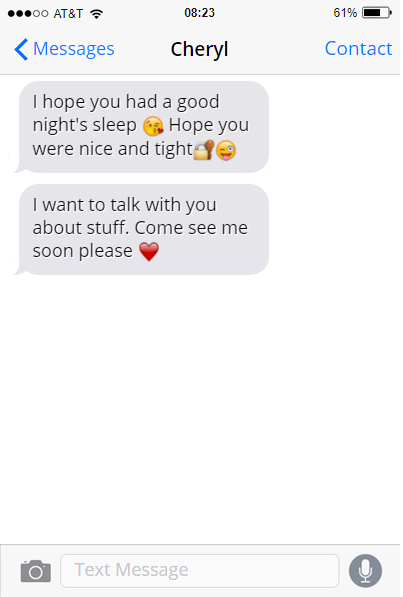 AT&T 08:23 61%
Messages Cheryl Contact
I hope you had a good
night's sleep 😘 Hope you
were nice and tight🔐😜
I want to talk with you
about stuff. Come see me
soon please ❤️
Text Message